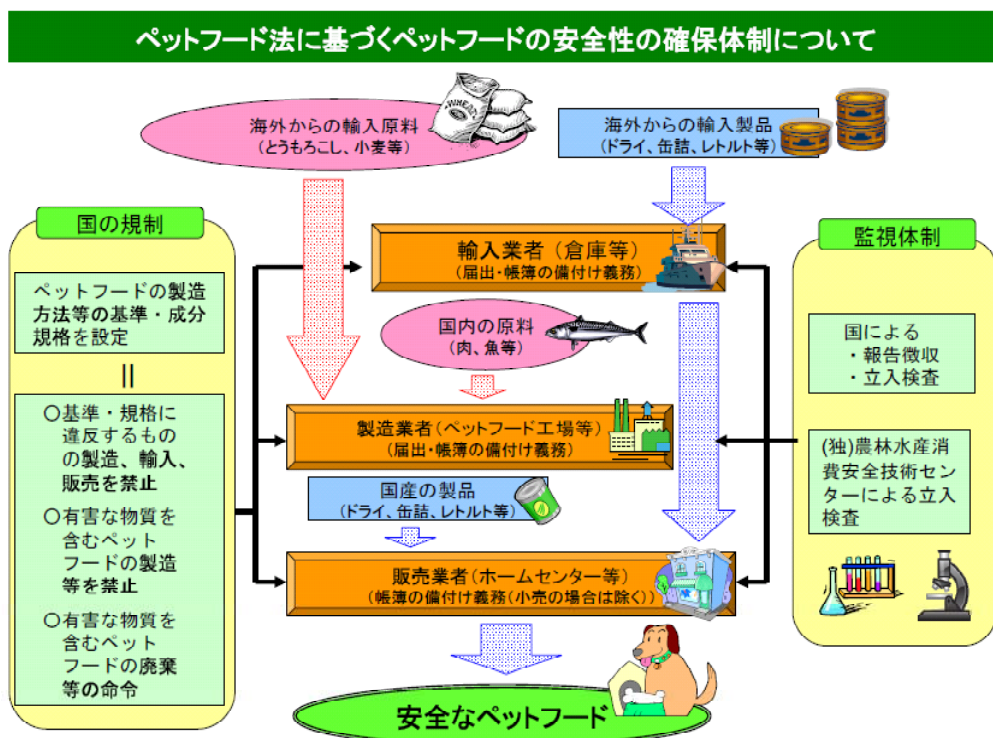 ペットフード法に基づくペットフードの安全性の確保体制について
海外からの輸入原料
（とうもろこし、小麦等）
WHEAT
海外からの輸入製品
（ドライ、缶詰、レトルト等）
国の規制
ペットフードの製造
方法等の基準・成分
規格を設定
||
〇基準・規格に
違反するもの
の製造、輸入、
販売を禁止
〇有害な物質を
含むペット
フードの製造
等を禁止
〇有害な物質を
含むペット
フードの廃棄
等の命令
輸入業者（倉庫等）
（届出・帳簿の備付け義務）
国内の原料
（肉、魚等）
製造業者（ペットフード工場等）
（届出・帳簿の備付け義務）
国産の製品
（ドライ、缶詰、レトルト等）
販売業者（ホームセンター等）
（帳簿の備付け義務（小売の場合は除く））
安全なペットフード
監視体制
国による
・報告徴収
・立入検査
(独)農林水産消
費安全技術セン
ターによる立入
検査